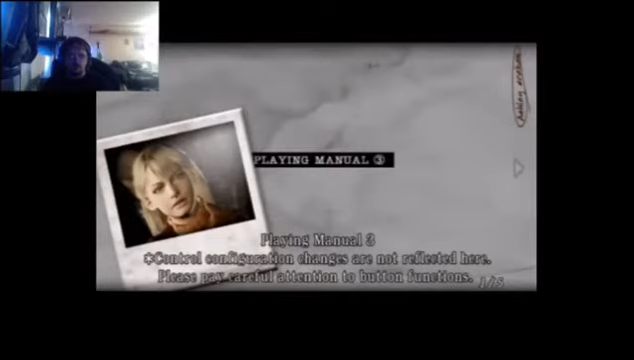 PLAYING MANUAL ③
Playing Manual 3
※Control configuration changes are not reflected here.
Please pay careful attention to button functions.
1/5